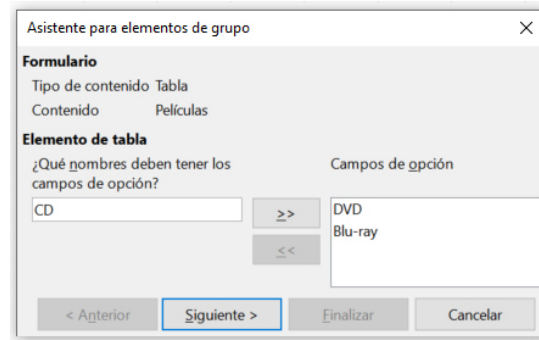 Asistente para elementos de grupo
Formulario
Tipo de contenido Tabla
Contenido Películas
Elemento de tabla
¿Qué nombres deben tener los
campos de opción?
Campos de opción
CD
>>
<<
DVD
Blu-ray
< Anterior
Siguiente >
Finalizar
Cancelar